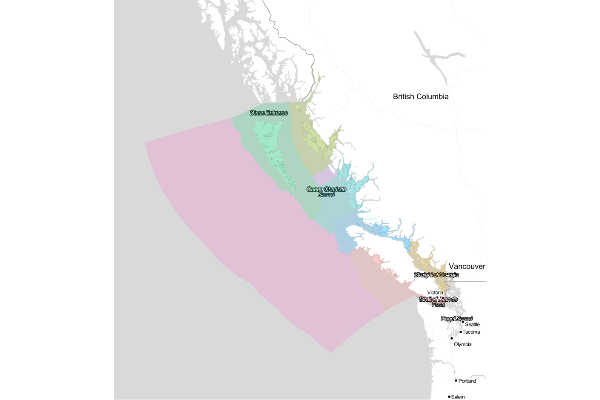 British Columbia
Dixon Entrance
Queen Charlotte
Sound
Vancouver
Strait of Georgia
Victoria
Strait of Juan de
Fuca
Puget Sound
Seattle
Tacoma
Olympia
Portland
Salem